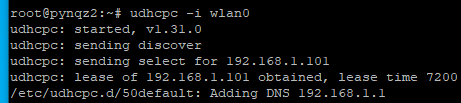 root@pynqz2:~# udhcpc -i wlan0
udhcpc: started, v1.31.0
udhcpc: sending discover
udhcpc: sending select for 192.168.1.101
udhcpc: lease of 192.168.1.101 obtained, lease time 7200
/etc/udhcpc.d/50default: Adding DNS 192.168.1.1